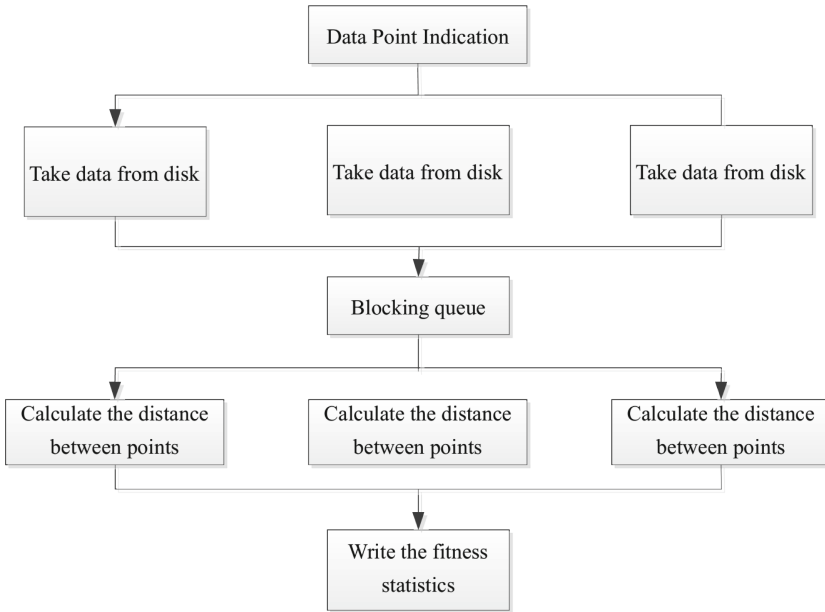 Data Point Indication
Take data from disk
Take data from disk
Take data from disk
Blocking queue
Calculate the distance
between points
Calculate the distance
between points
Calculate the distance
between points
Write the fitness
statistics